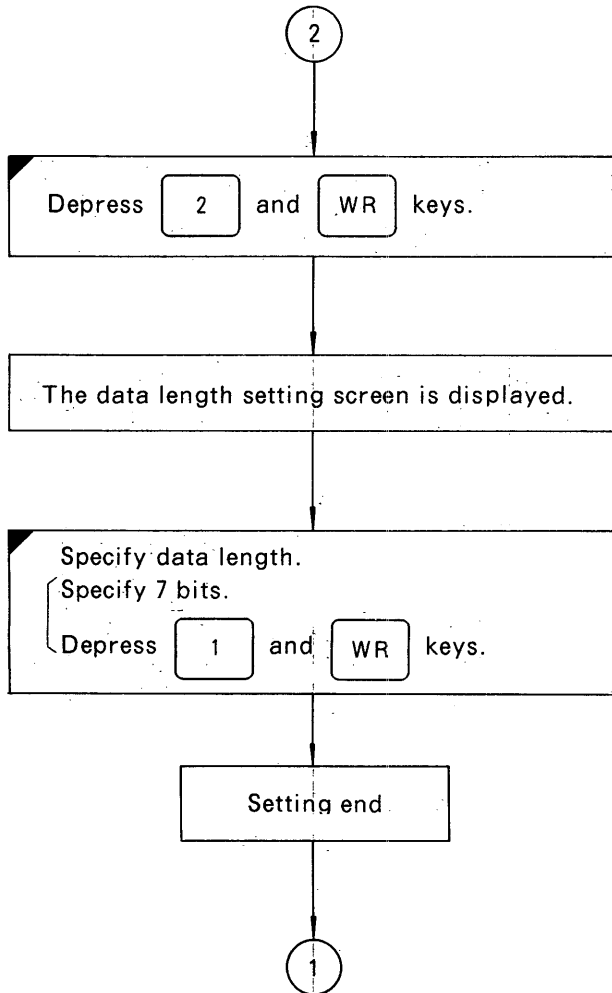 2
Depress 2 and WR keys.
The data length setting screen is displayed.
Specify data length.
Specify 7 bits.
Depress 1 and WR keys.
Setting end
1